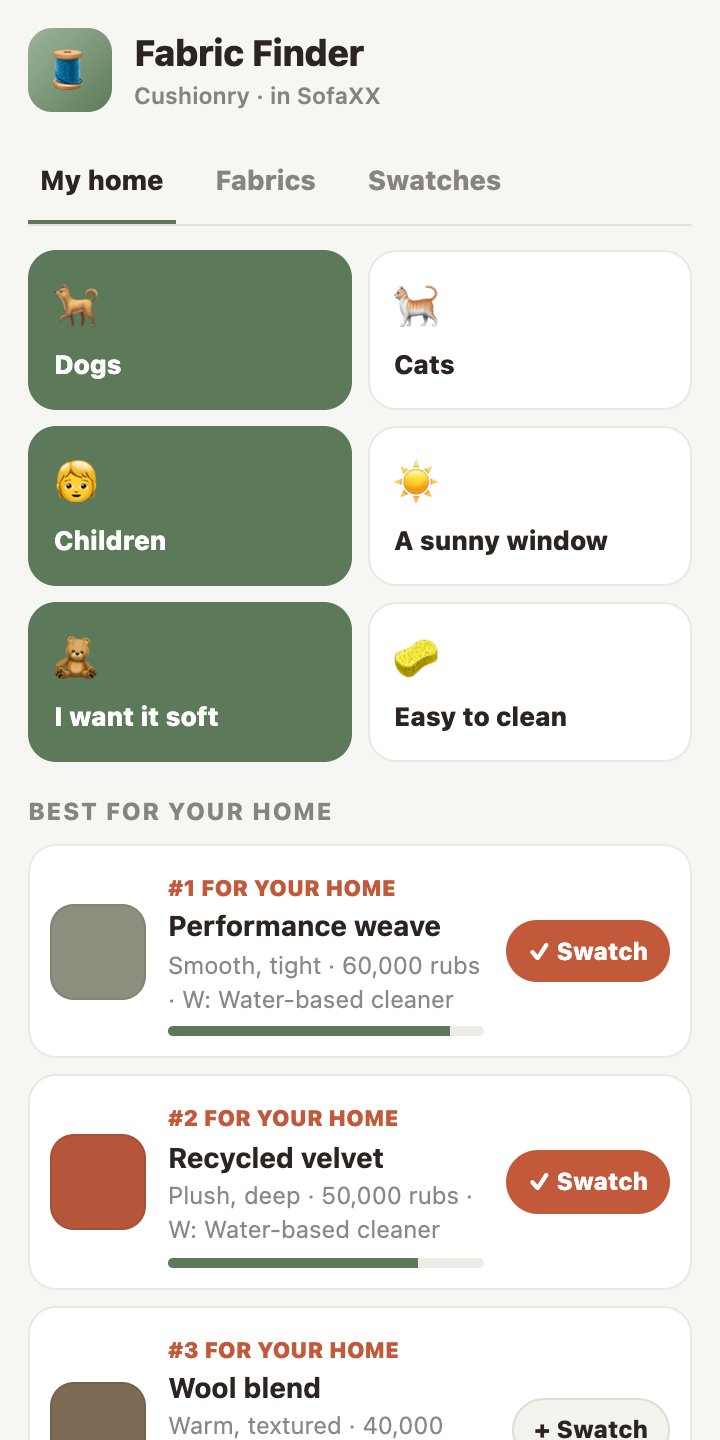 Fabric Finder
Cushionry · in SofaXX
My home
Fabrics
Swatches
Dogs
Cats
Children
A sunny window
I want it soft
Easy to clean
BEST FOR YOUR HOME
#1 FOR YOUR HOME
Performance weave
Smooth, tight · 60,000 rubs
· W: Water-based cleaner
✓ Swatch
#2 FOR YOUR HOME
Recycled velvet
Plush, deep · 50,000 rubs ·
W: Water-based cleaner
✓ Swatch
#3 FOR YOUR HOME
Wool blend
Warm, textured · 40,000
+ Swatch